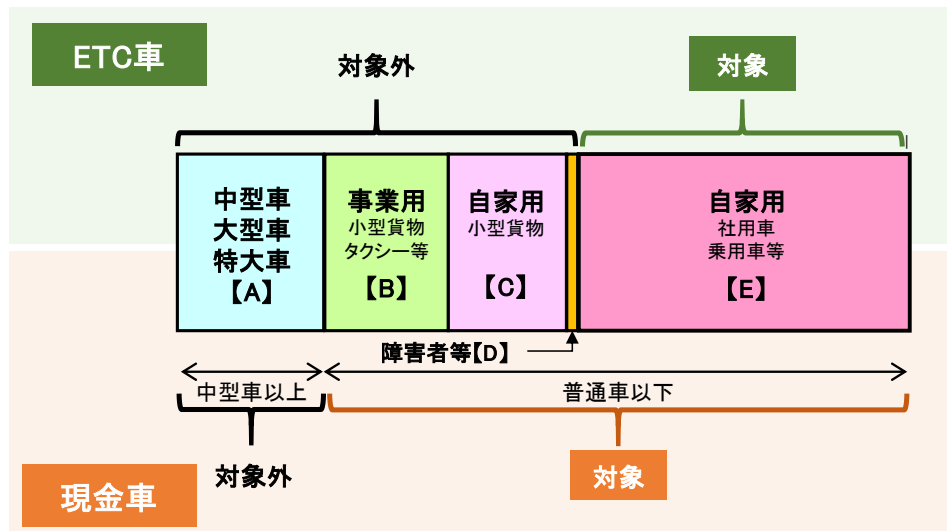 ETC車
対象外
対象
中型車
大型車
特大車
【A】
事業用
小型貨物
タクシー等
【B】
自家用
小型貨物
【C】
自家用
社用車
乗用車等
【E】
障害者等【D】
中型車以上
普通車以下
対象外
対象
現金車